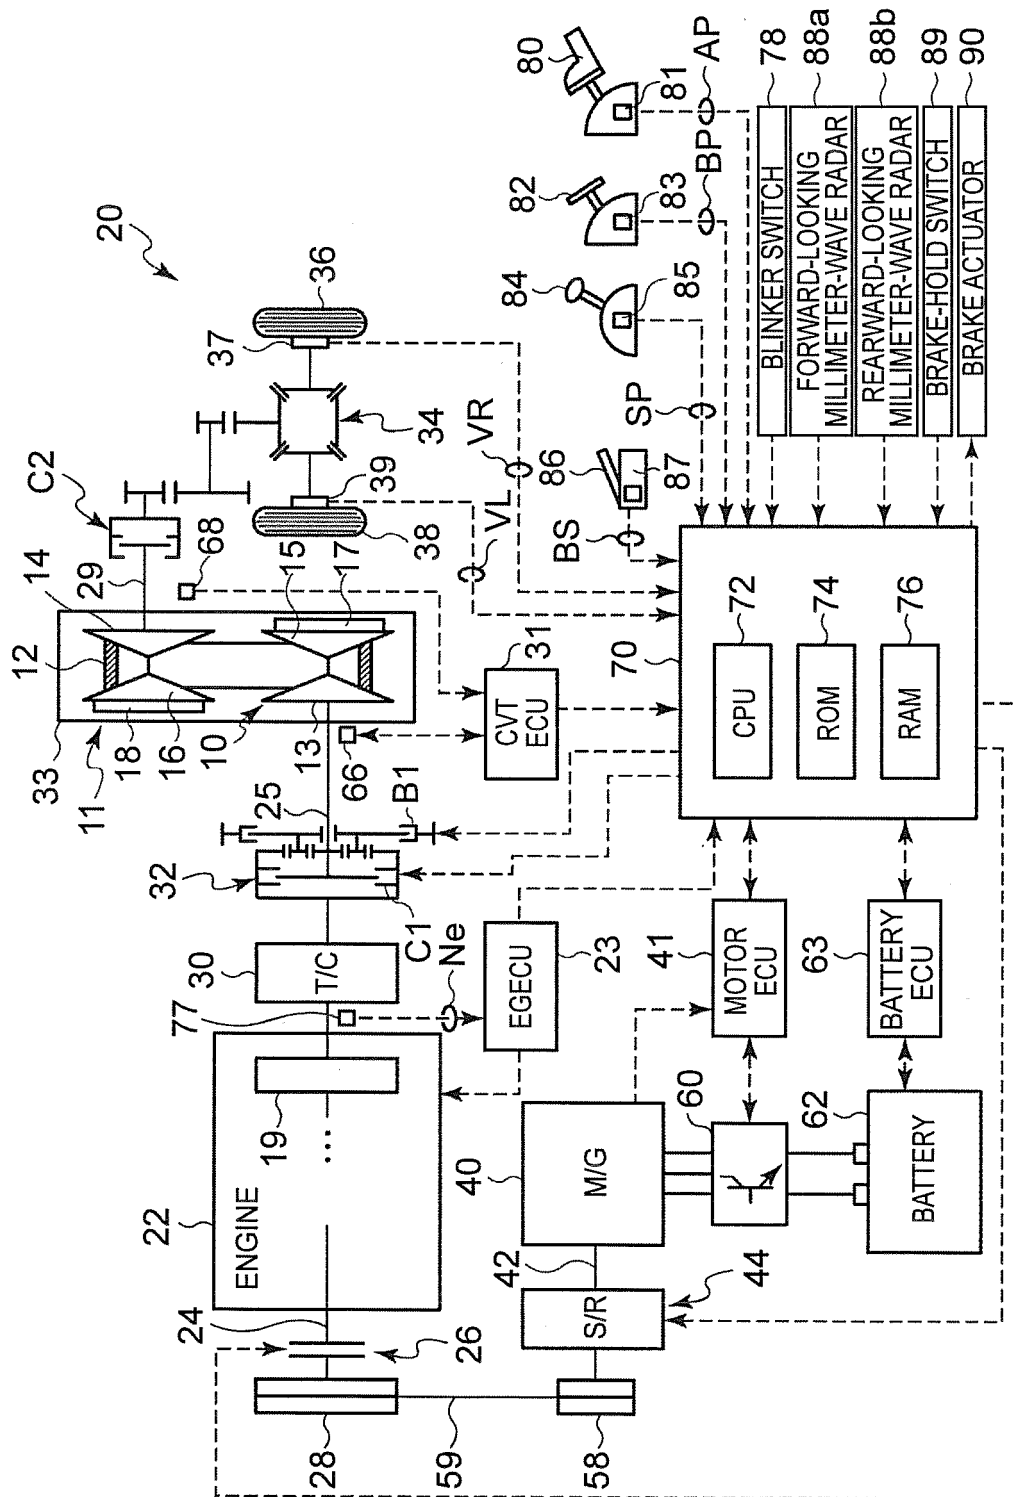 20
36
37
34
39
38
VR
VL
C2
68
29
14
12
33
11
18
16
10
13
15
17
66
31
CVT
ECU
25
B1
32
C1
30
T/C
77
Ne
EGECU
23
22
ENGINE
19
...
24
26
28
59
58
S/R
44
42
40
M/G
60
62
BATTERY
63
BATTERY
ECU
41
MOTOR
ECU
70
72
CPU
74
ROM
76
RAM
80
81
AP
82
83
BP
84
85
SP
86
87
BS
BLINKER SWITCH
78
FORWARD-LOOKING
MILLIMETER-WAVE RADAR
88a
REARWARD-LOOKING
MILLIMETER-WAVE RADAR
88b
BRAKE-HOLD SWITCH
89
BRAKE ACTUATOR
90